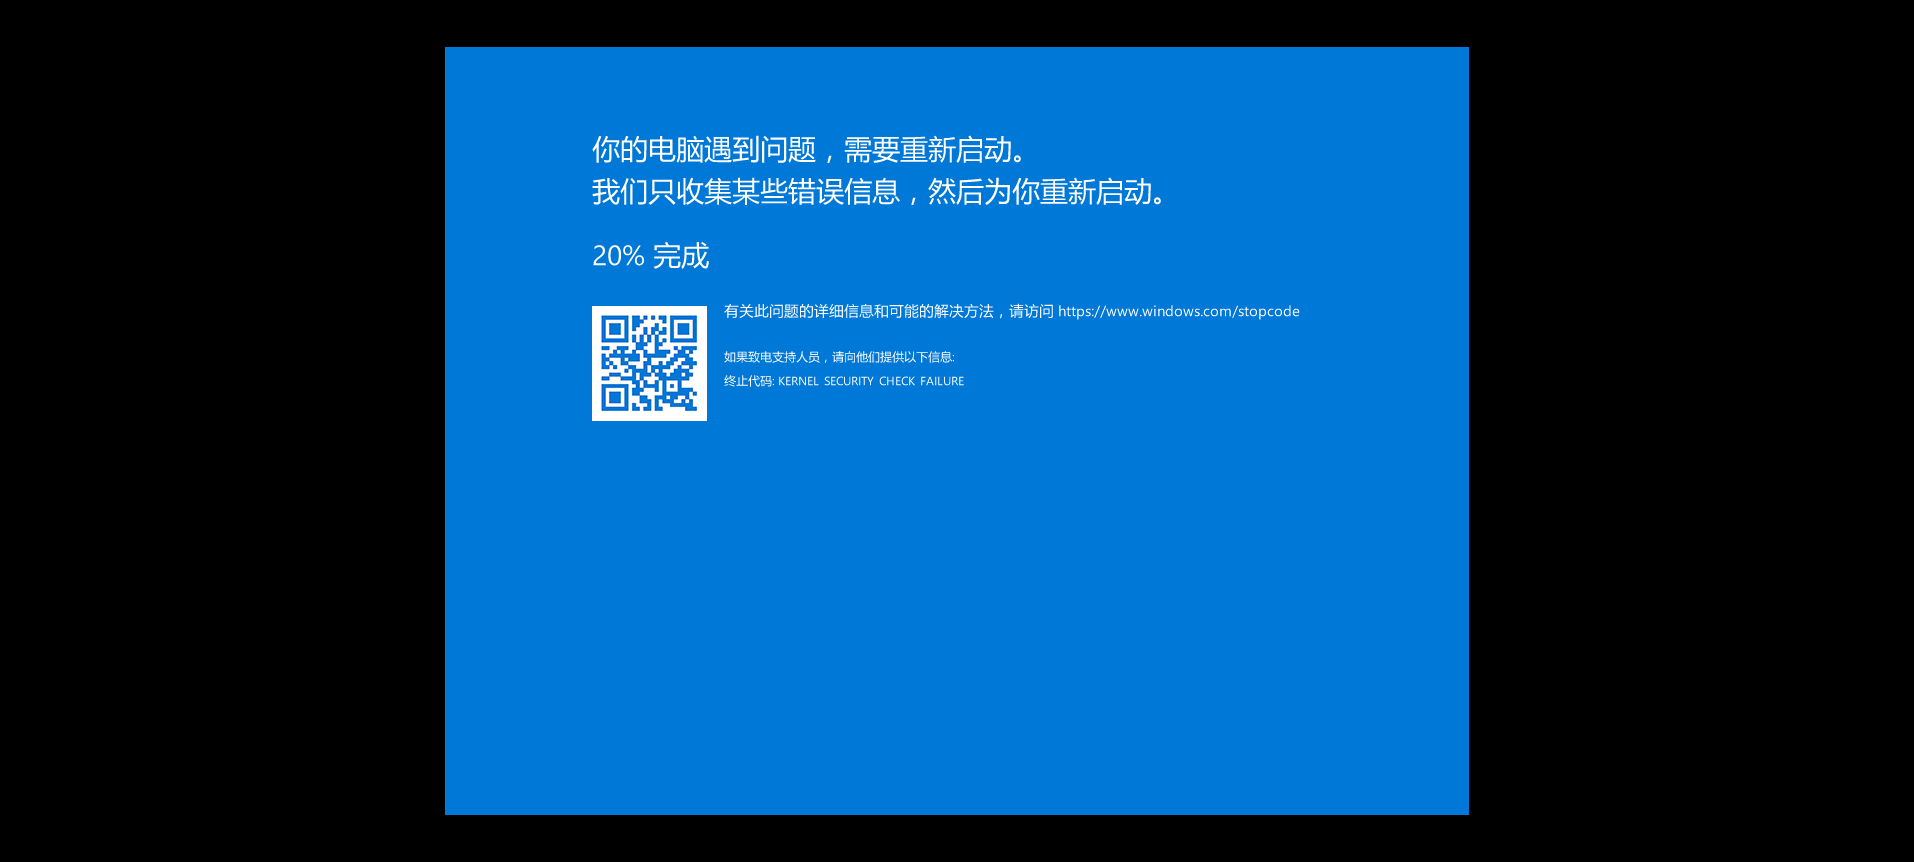 你的电脑遇到问题，需要重新启动。
我们只收集某些错误信息，然后为你重新启动。
20% 完成
有关此问题的详细信息和可能的解决方法，请访问 https://www.windows.com/stopcode
如果致电支持人员，请向他们提供以下信息:
终止代码: KERNEL SECURITY CHECK FAILURE